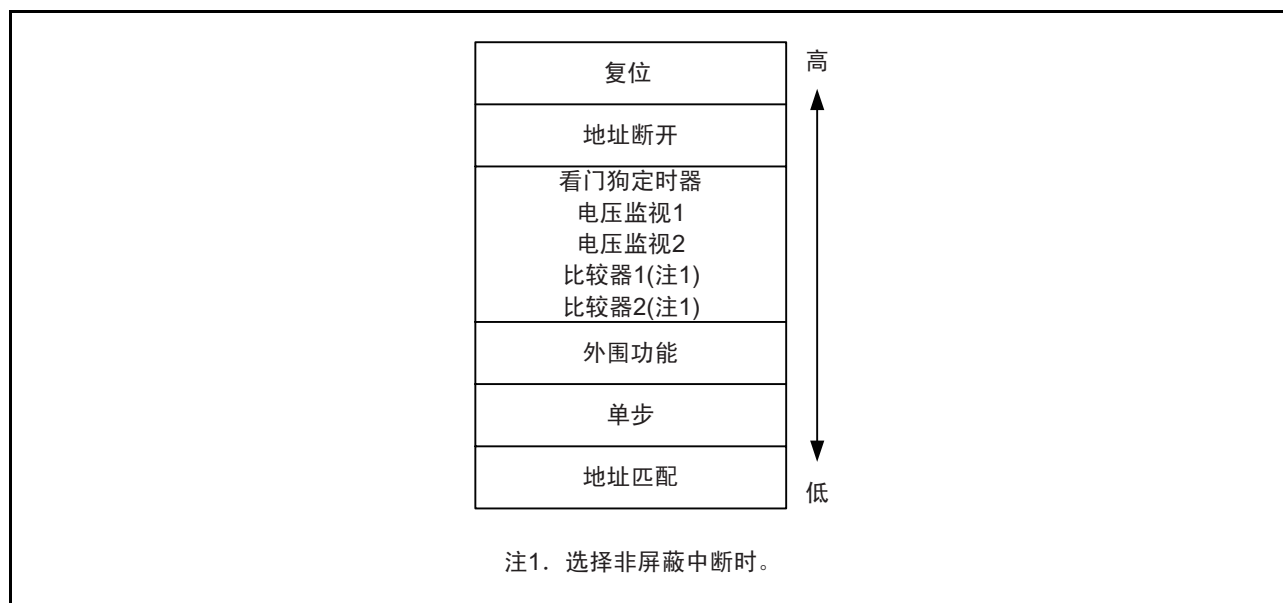 复位
高
地址断开
看门狗定时器
电压监视1
电压监视2
比较器1(注1)
比较器2(注1)
外围功能
单步
地址匹配
低
注1. 选择非屏蔽中断时。